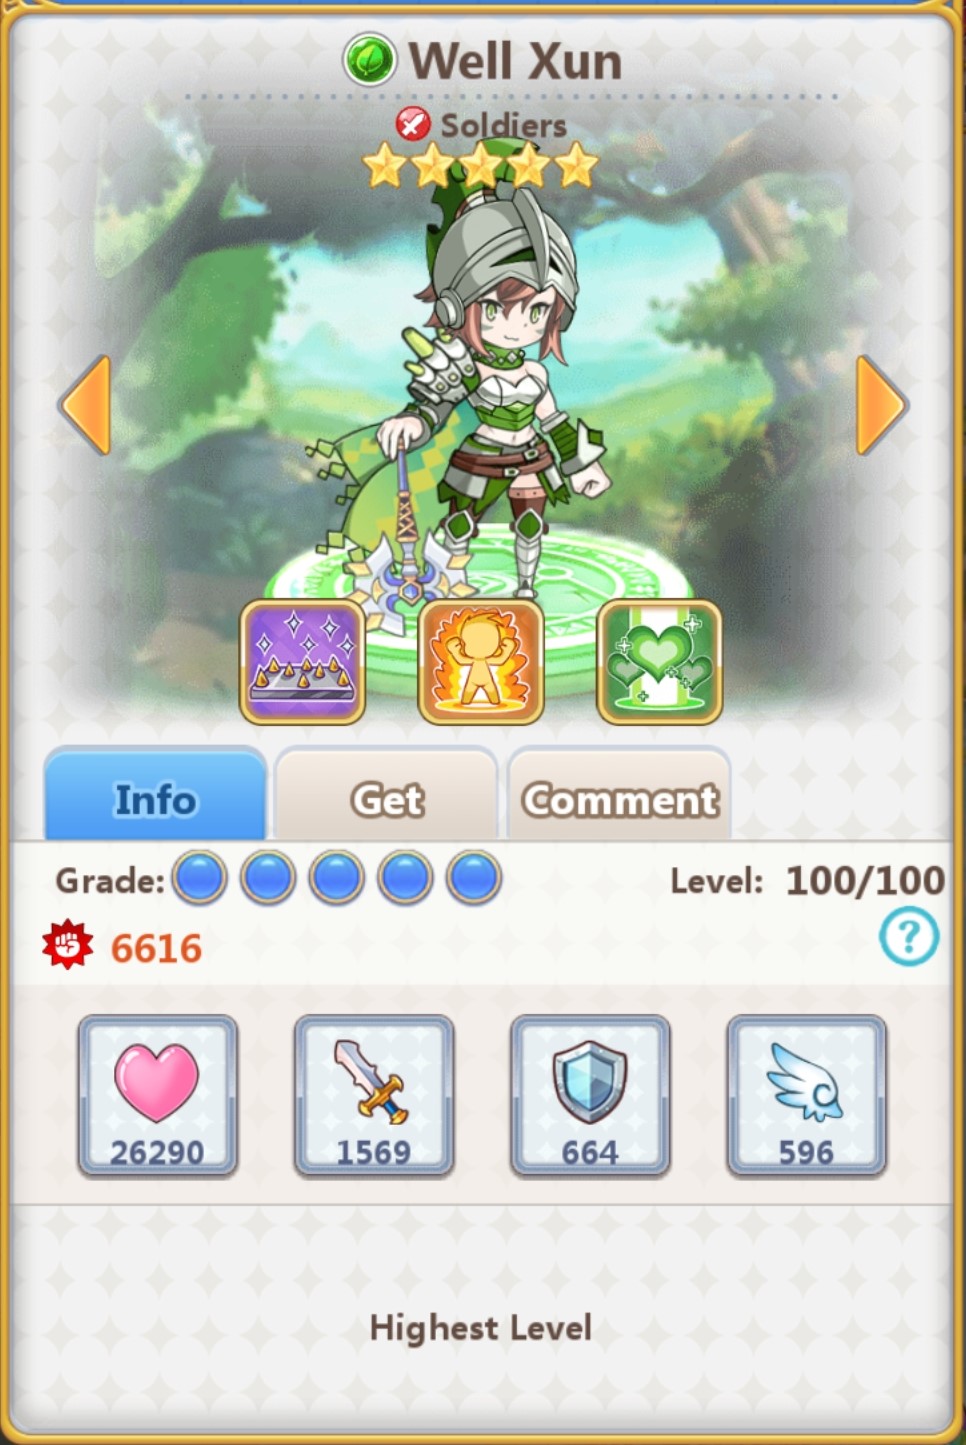 Well Xun
Soldiers
Info
Get
Comment
Grade:
Level: 100/100
6616
?
26290
1569
664
596
Highest Level